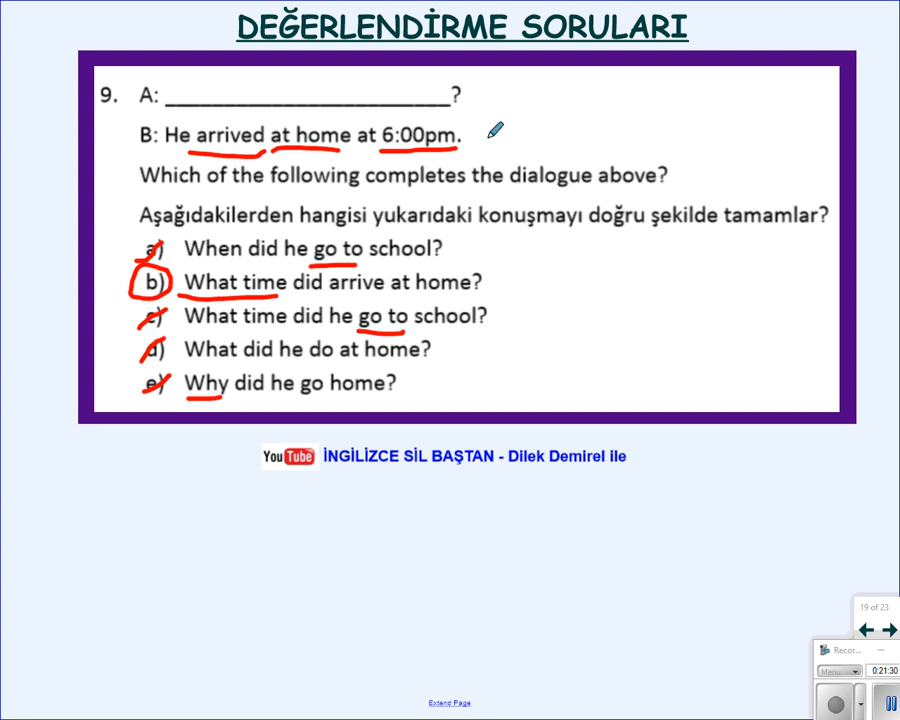 DEĞERLENDİRME SORULARI
9. A: ______________________________?
B: He arrived at home at 6:00pm.
Which of the following completes the dialogue above?
Aşağıdakilerden hangisi yukarıdaki konuşmayı doğru şekilde tamamlar?
a) When did he go to school?
b) What time did arrive at home?
c) What time did he go to school?
d) What did he do at home?
e) Why did he go home?
YouTube İNGİLİZCE SİL BAŞTAN - Dilek Demirel ile
19 of 23
Recor...
Menu
0:21:30
Extend Page